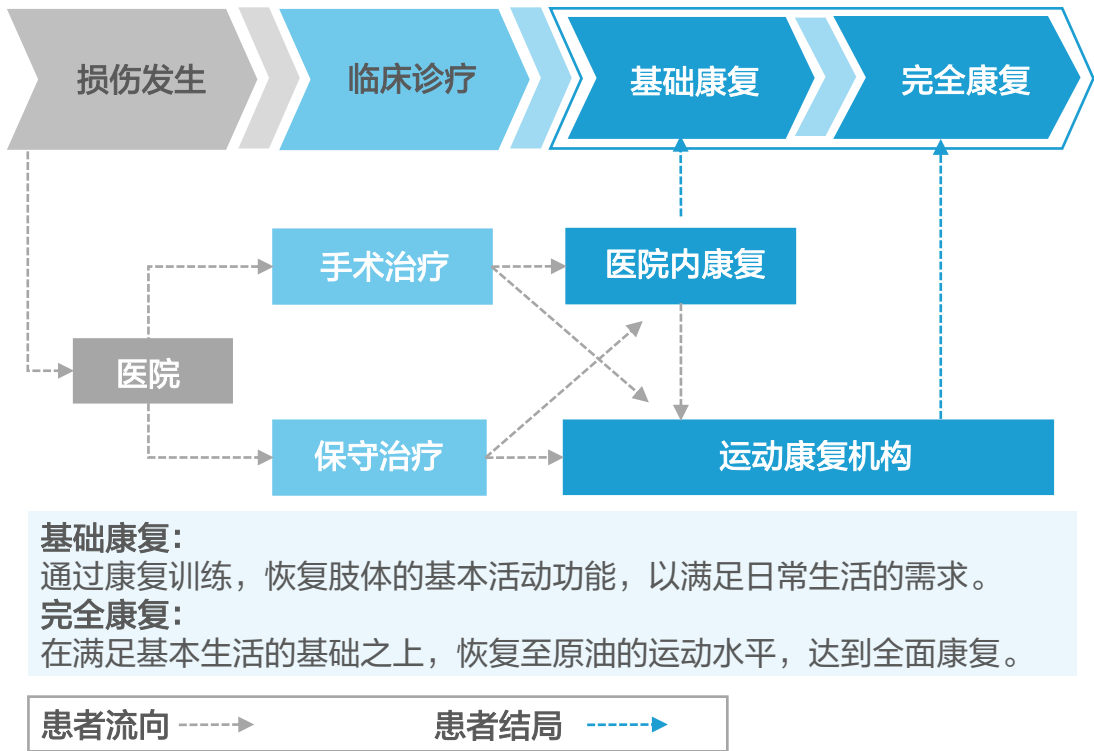 损伤发生
临床诊疗
基础康复
完全康复
手术治疗
医院内康复
医院
保守治疗
运动康复机构
基础康复：
通过康复训练，恢复肢体的基本活动功能，以满足日常生活的需求。
完全康复：
在满足基本生活的基础之上，恢复至原油的运动水平，达到全面康复。
患者流向
患者结局